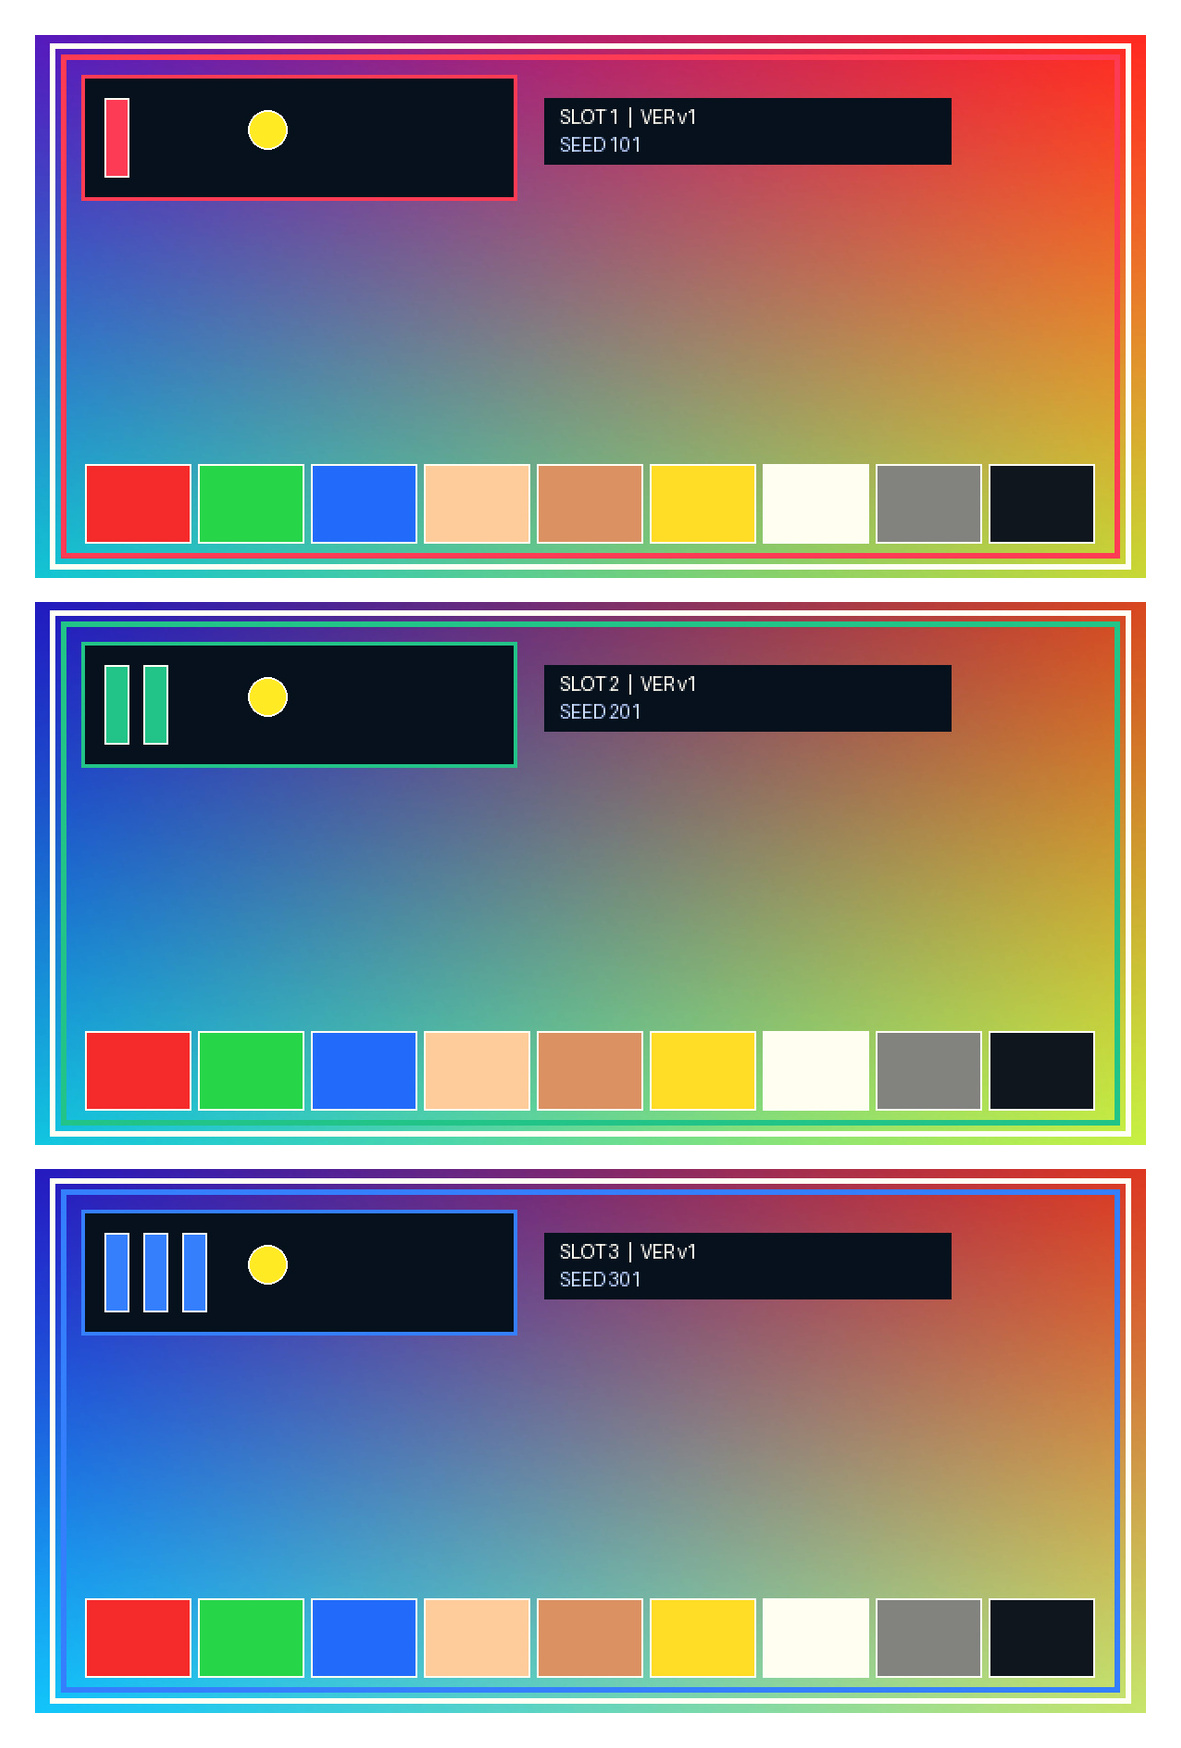 SLOT 1 | VER v1
SEED 101
SLOT 2 | VER v1
SEED 201
SLOT 3 | VER v1
SEED 301